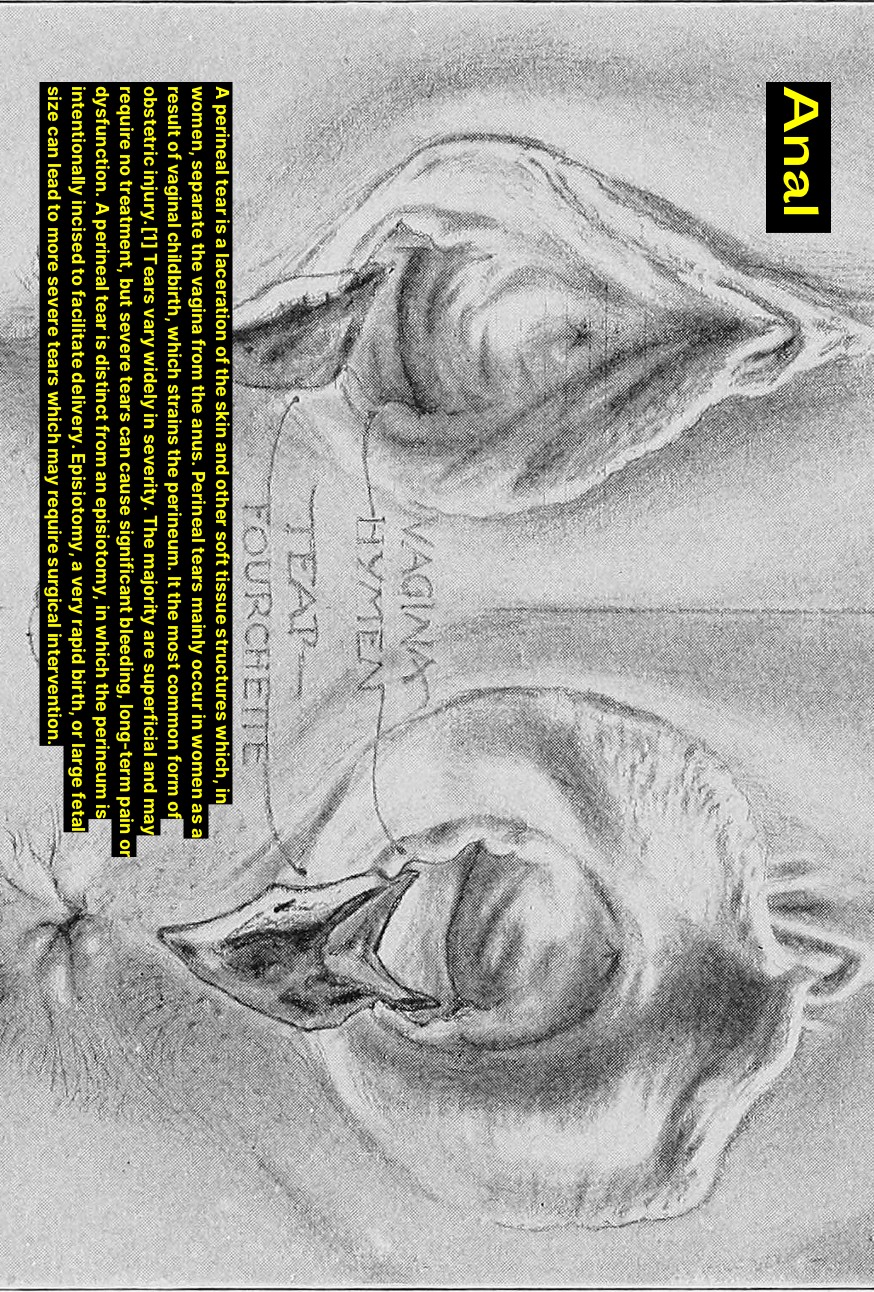 Anal
VAGINA
HYMEN
TEAR
FOURCHETTE
A perineal tear is a laceration of the skin and other soft tissue structures which, in
women, separate the vagina from the anus. Perineal tears mainly occur in women as a
result of vaginal childbirth, which strains the perineum. It the most common form of
obstetric injury.[1] Tears vary widely in severity. The majority are superficial and may
require no treatment, but severe tears can cause significant bleeding, long-term pain or
dysfunction. A perineal tear is distinct from an episiotomy, in which the perineum is
intentionally incised to facilitate delivery. Episiotomy, a very rapid birth, or large fetal
size can lead to more severe tears which may require surgical intervention.